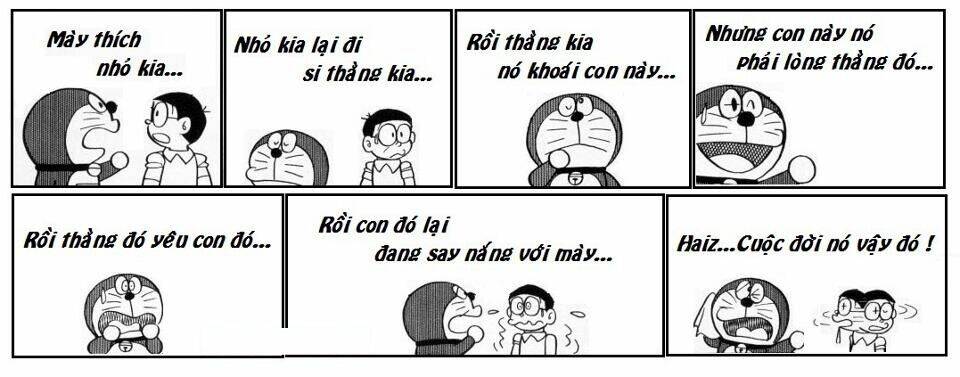 Mày thích
nhỏ kia...
Nhỏ kia lại đi
si thằng kia...
Rồi thằng kia
nó khoái con này...
Nhưng con này nó
phải lòng thằng đó...
Rồi thằng đó yêu con đó...
Rồi con đó lại
đang say nắng với mày...
Haiz...Cuộc đời nó vậy đó !